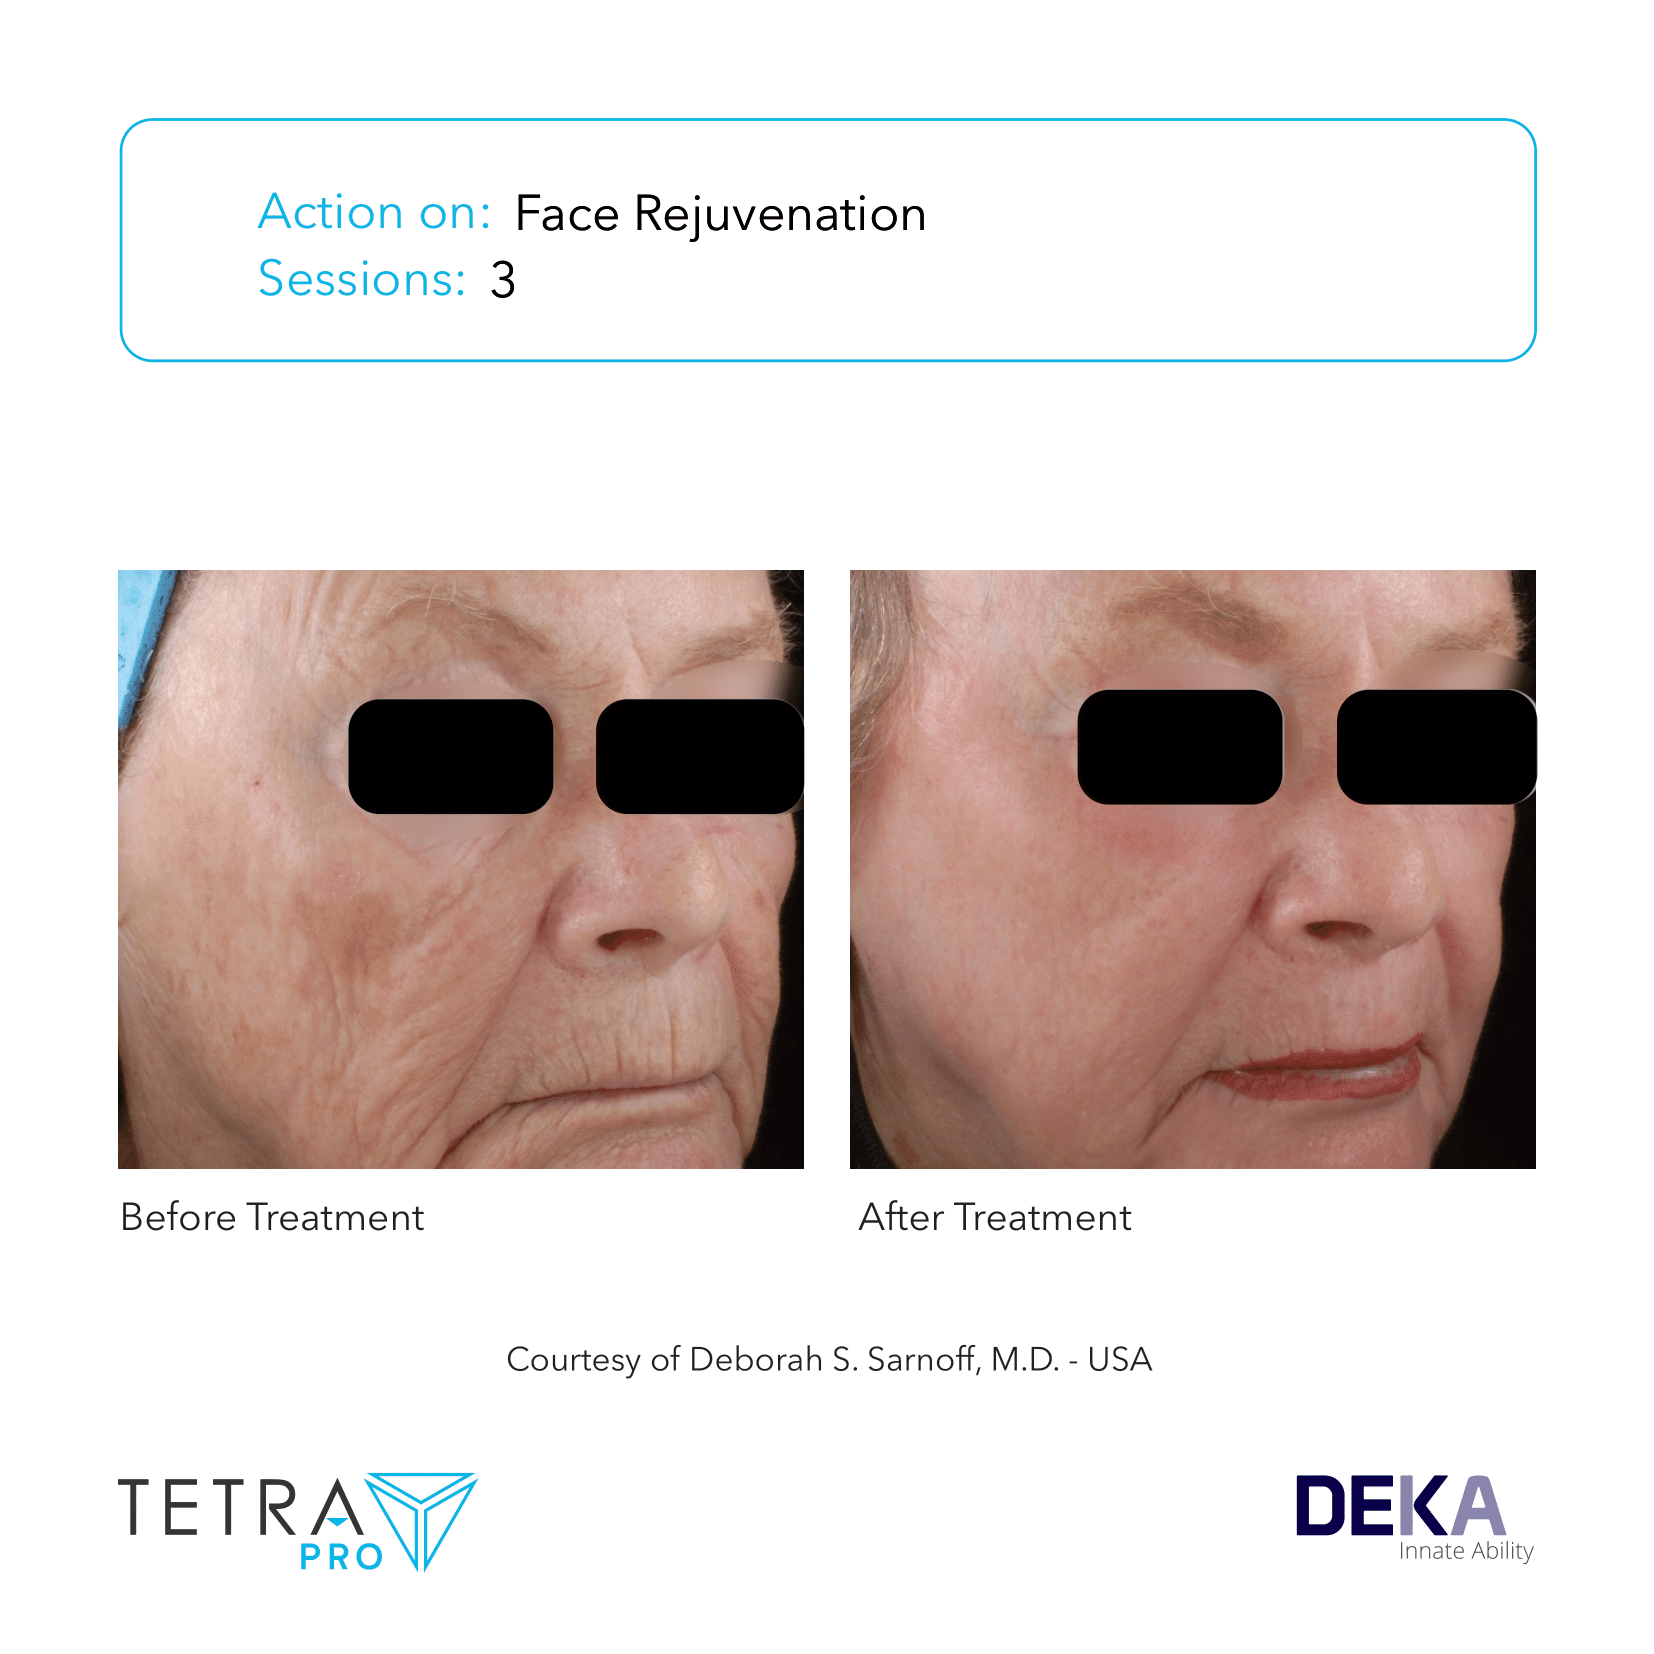 Action on: Face Rejuvenation
Sessions: 3
Before Treatment
After Treatment
Courtesy of Deborah S. Sarnoff, M.D. - USA
TETRA
PRO
DEKA
Innate Ability